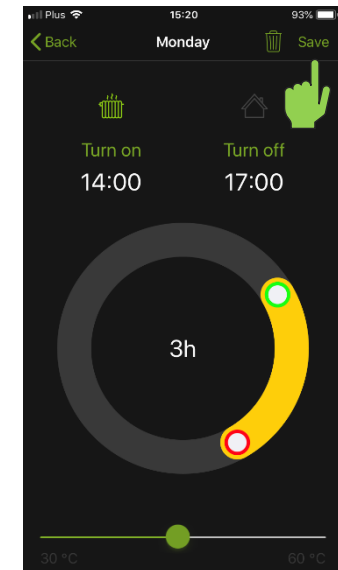 Plus 15:20 93%
Back Monday Save
Turn on Turn off
14:00 17:00
3h
30 °C 60 °C